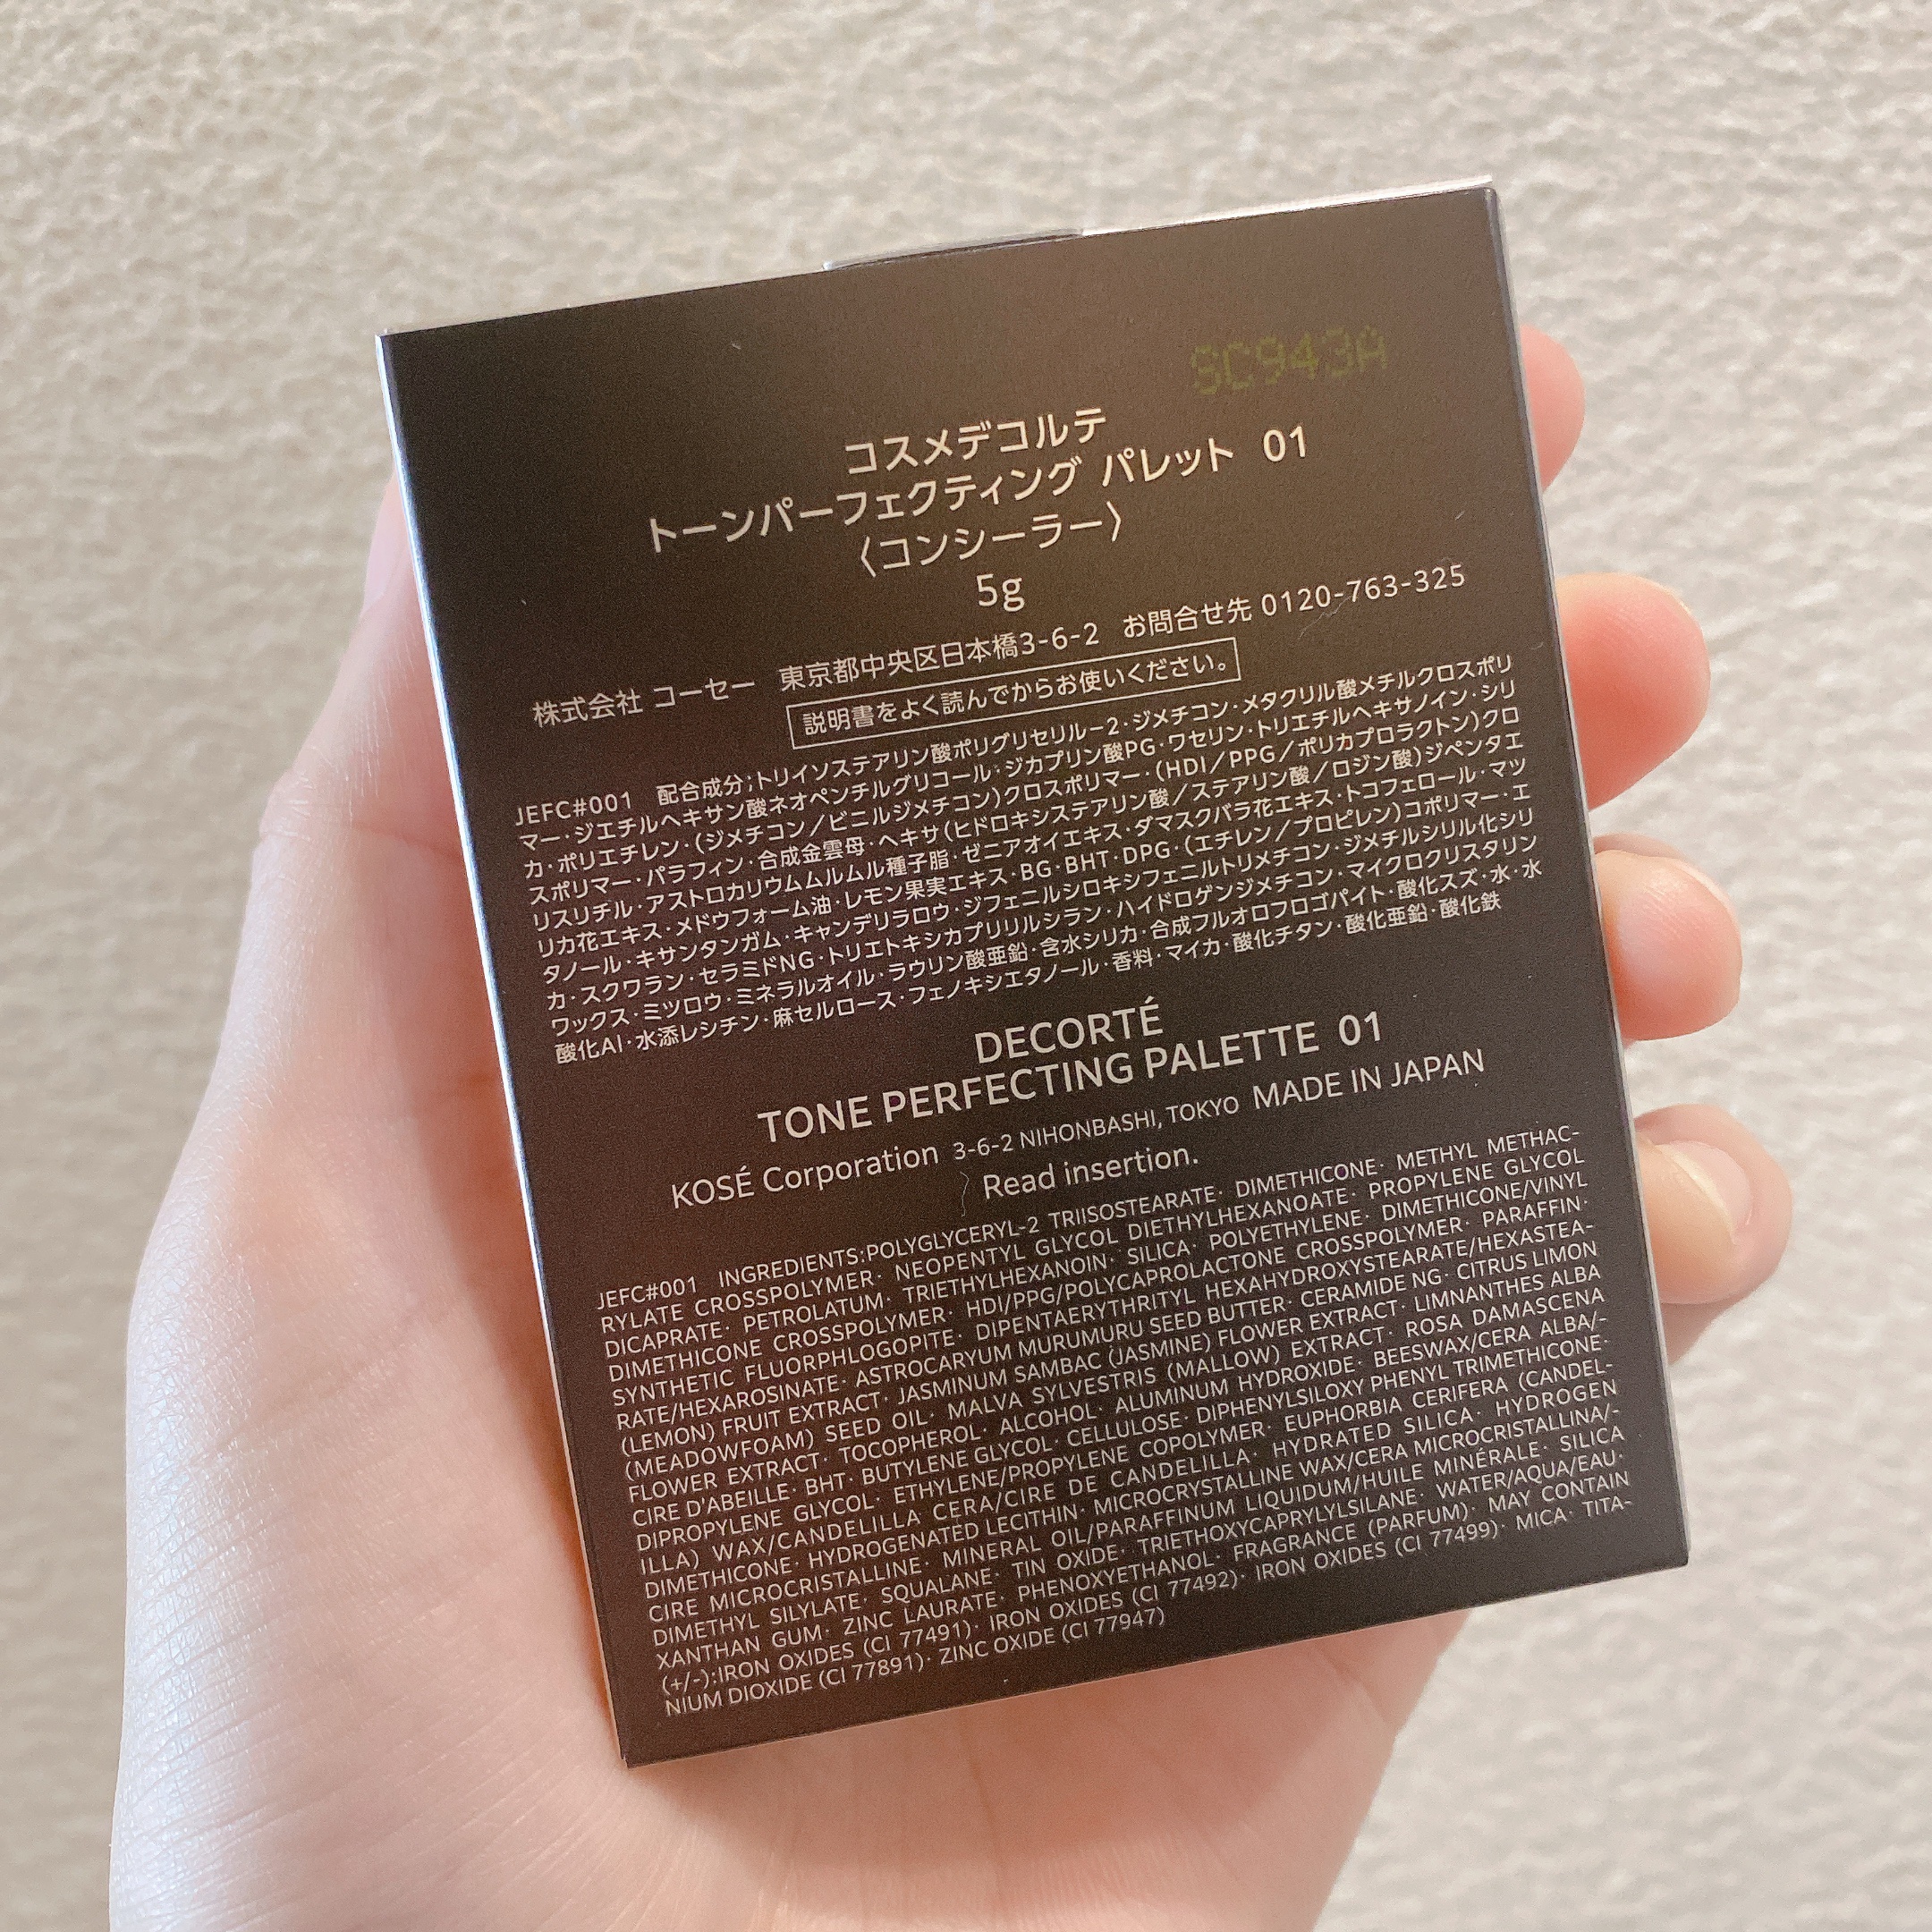 SC943A
コスメデコルテ
トーンパーフェクティング パレット 01
〈コンシーラー〉
5g
株式会社 コーセー 東京都中央区日本橋3-6-2 お問合せ先 0120-763-325
説明書をよく読んでからお使いください。
JEFC#001 配合成分;トリイソステアリン酸ポリグリセリル-2・ジメチコン・メタクリル酸メチルクロスポリ
マー・ジエチルヘキサン酸ネオペンチルグリコール・ジカプリン酸PG・ワセリン・トリエチルヘキサノイン・シリ
カ・ポリエチレン・(ジメチコン/ビニルジメチコン)クロスポリマー・(HDI/PPG/ポリカプロラクトン)クロ
スポリマー・パラフィン・合成金雲母・ヘキサ(ヒドロキシステアリン酸/ステアリン酸/ロジン酸)ジペンタエ
リスリチル・アストロカリウムムルムル種子脂・ゼニアオイエキス・ダマスクバラ花エキス・トコフェロール・マツ
リカ花エキス・メドウフォーム油・レモン果実エキス・BG・BHT・DPG・(エチレン/プロピレン)コポリマー・エ
タノール・キサンタンガム・キャンデリラロウ・ジフェニルシロキシフェニルトリメチコン・ジメチルシリル化シリ
カ・スクワラン・セラミドNG・トリエトキシカプリリルシラン・ハイドロゲンジメチコン・マイクロクリスタリン
ワックス・ミツロウ・ミネラルオイル・ラウリン酸亜鉛・含水シリカ・合成フルオロフロゴパイト・酸化スズ・水・水
酸化Al・水添レシチン・麻セルロース・フェノキシエタノール・香料・マイカ・酸化チタン・酸化亜鉛・酸化鉄
DECORTÉ
TONE PERFECTING PALETTE 01
KOSÉ Corporation 3-6-2 NIHONBASHI, TOKYO MADE IN JAPAN
Read insertion.
JEFC#001 INGREDIENTS:POLYGLYCERYL-2 TRIISOSTEARATE· DIMETHICONE· METHYL METHAC-
RYLATE CROSSPOLYMER· NEOPENTYL GLYCOL DIETHYLHEXANOATE· PROPYLENE GLYCOL
DICAPRATE· PETROLATUM· TRIETHYLHEXANOIN· SILICA· POLYETHYLENE· DIMETHICONE/VINYL
DIMETHICONE CROSSPOLYMER· HDI/PPG/POLYCAPROLACTONE CROSSPOLYMER· PARAFFIN·
SYNTHETIC FLUORPHLOGOPITE· DIPENTAERYTHRITYL HEXAHYDROXYSTEARATE/HEXASTEA-
RATE/HEXAROSINATE· ASTROCARYUM MURUMURU SEED BUTTER· CERAMIDE NG· CITRUS LIMON
(LEMON) FRUIT EXTRACT· JASMINUM SAMBAC (JASMINE) FLOWER EXTRACT· LIMNANTHES ALBA
(MEADOWFOAM) SEED OIL· MALVA SYLVESTRIS (MALLOW) EXTRACT· ROSA DAMASCENA
FLOWER EXTRACT· TOCOPHEROL· ALCOHOL· ALUMINUM HYDROXIDE· BEESWAX/CERA ALBA/-
CIRE D'ABEILLE· BHT· BUTYLENE GLYCOL· CELLULOSE· DIPHENYLSILOXY PHENYL TRIMETHICONE·
DIPROPYLENE GLYCOL· ETHYLENE/PROPYLENE COPOLYMER· EUPHORBIA CERIFERA (CANDEL-
ILLA) WAX/CANDELILLA CERA/CIRE DE CANDELILLA· HYDRATED SILICA· HYDROGEN
DIMETHICONE· HYDROGENATED LECITHIN· MICROCRYSTALLINE WAX/CERA MICROCRISTALLINA/-
CIRE MICROCRISTALLINE· MINERAL OIL/PARAFFINUM LIQUIDUM/HUILE MINÉRALE· SILICA
DIMETHYL SILYLATE· SQUALANE· TIN OXIDE· TRIETHOXYCAPRYLYLSILANE· WATER/AQUA/EAU·
XANTHAN GUM· ZINC LAURATE· PHENOXYETHANOL· FRAGRANCE (PARFUM)· MAY CONTAIN
(+/-):IRON OXIDES (CI 77491)· IRON OXIDES (CI 77492)· IRON OXIDES (CI 77499)· MICA· TITA-
NIUM DIOXIDE (CI 77891)· ZINC OXIDE (CI 77947)